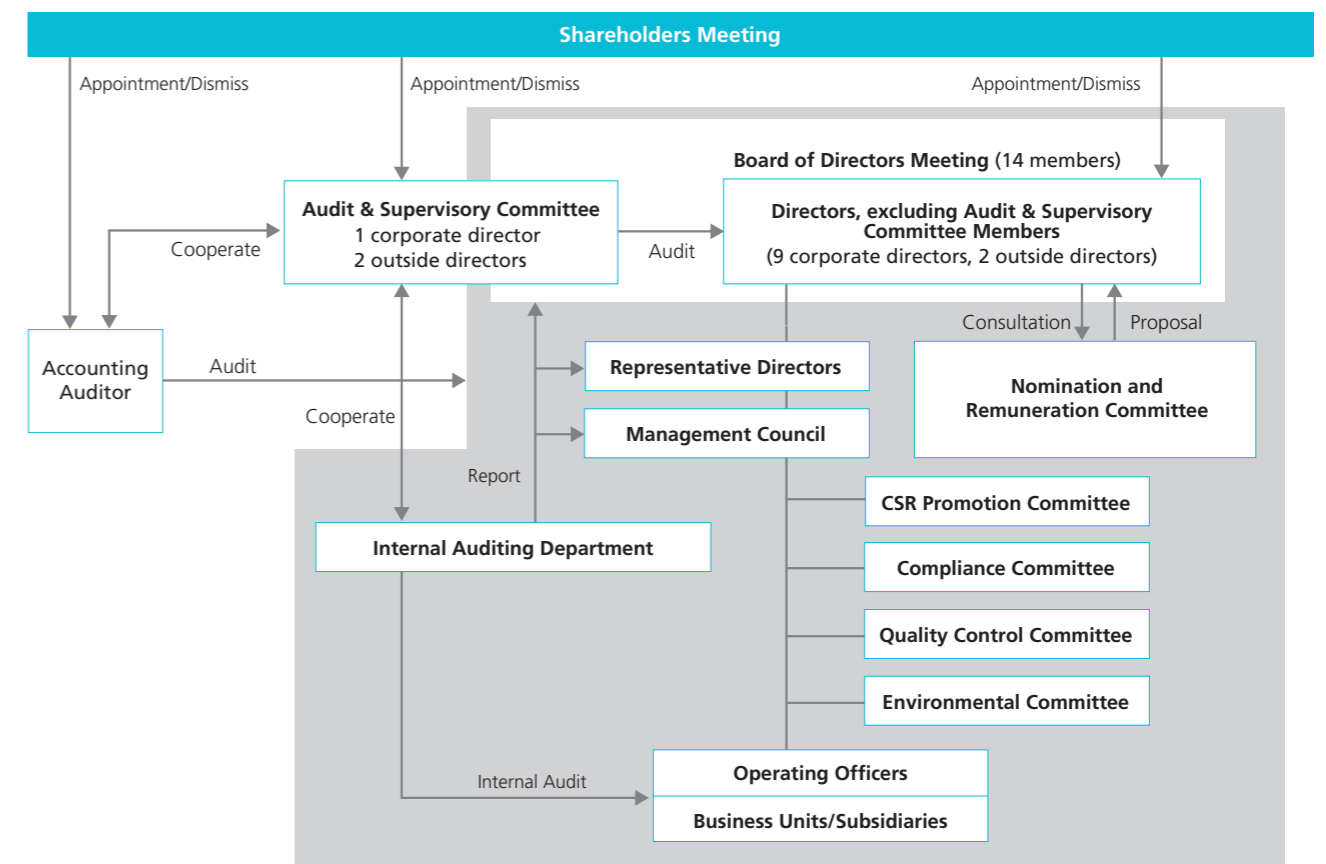 Shareholders Meeting
Appointment/Dismiss
Appointment/Dismiss
Appointment/Dismiss
Board of Directors Meeting (14 members)
Audit & Supervisory Committee
1 corporate director
2 outside directors
Directors, excluding Audit & Supervisory
Committee Members
(9 corporate directors, 2 outside directors)
Cooperate
Audit
Consultation
Proposal
Accounting
Auditor
Audit
Representative Directors
Nomination and
Remuneration Committee
Cooperate
Management Council
Report
CSR Promotion Committee
Internal Auditing Department
Compliance Committee
Quality Control Committee
Environmental Committee
Internal Audit
Operating Officers
Business Units/Subsidiaries